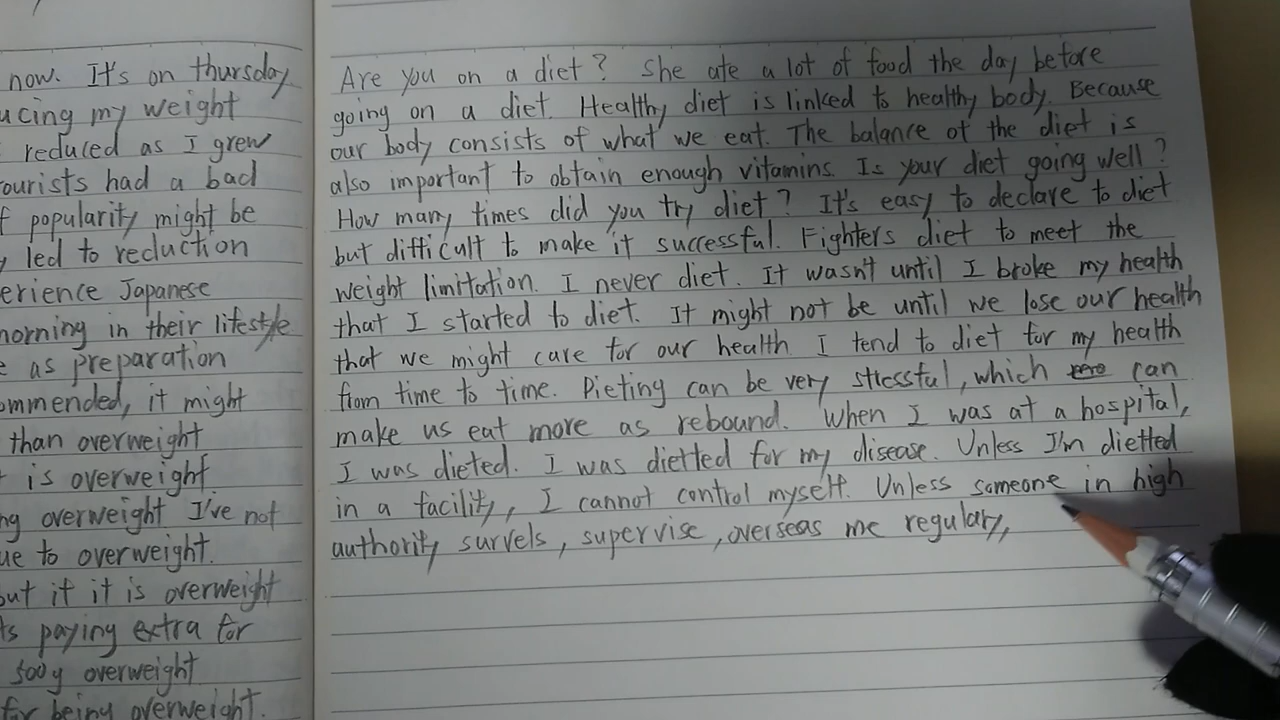 now. It's on thursday
ucing my weight
reduced as I grew
ourists had a bad
f popularity might be
y led to reduction
erience Japanese
morning in their lifestyle
e as preparation
ommended, it might
than overweight
t is overweight
ng overweight I've not
ue to overweight.
but if it is overweight
ts paying extra for
500g overweight
for being overweight.
Are you on a diet? She ate a lot of food the day before
going on a diet. Healthy diet is linked to healthy body. Because
our body consists of what we eat. The balance of the diet is
also important to obtain enough vitamins. Is your diet going well?
How many times did you try diet? It's easy to declare to diet
but difficult to make it successful. Fighters diet to meet the
weight limitation. I never diet. It wasn't until I broke my health
that I started to diet. It might not be until we lose our health
that we might care for our health. I tend to diet for my health
from time to time. Dieting can be very stressful, which can
make us eat more as rebound. When I was at a hospital,
I was dieted. I was dietted for my disease. Unless I'm dietted
in a facility, I cannot control myself. Unless someone in high
authority survels, supervise, overseas me regulary,